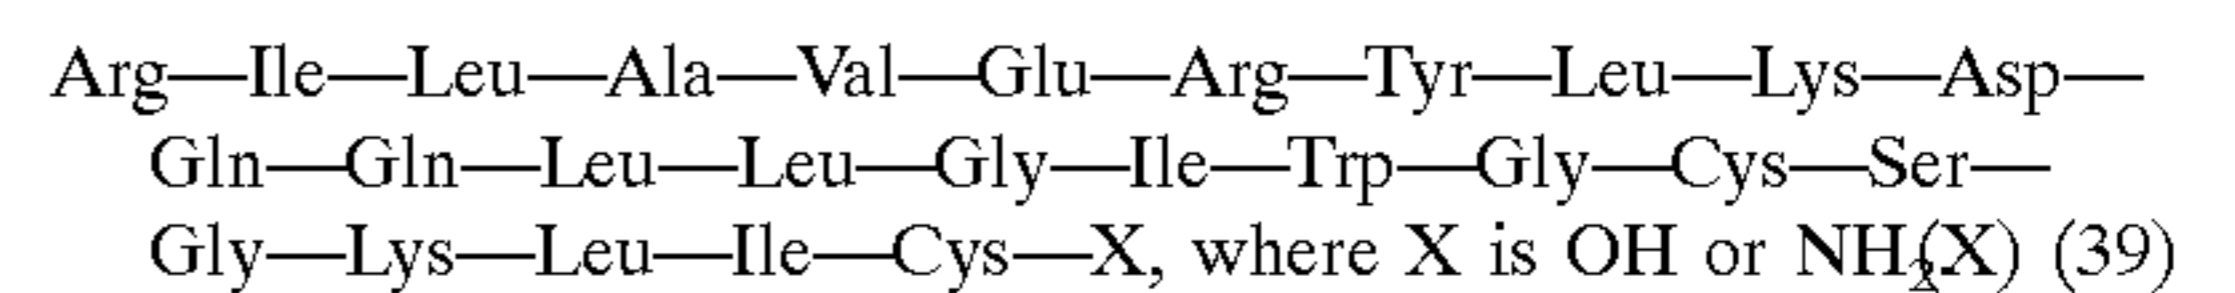 Arg—Ile—Leu—Ala—Val—Glu—Arg—Tyr—Leu—Lys—Asp—
Gln—Gln—Leu—Leu—Gly—Ile—Trp—Gly—Cys—Ser—
Gly—Lys—Leu—Ile—Cys—X, where X is OH or NH₂(X) (39)